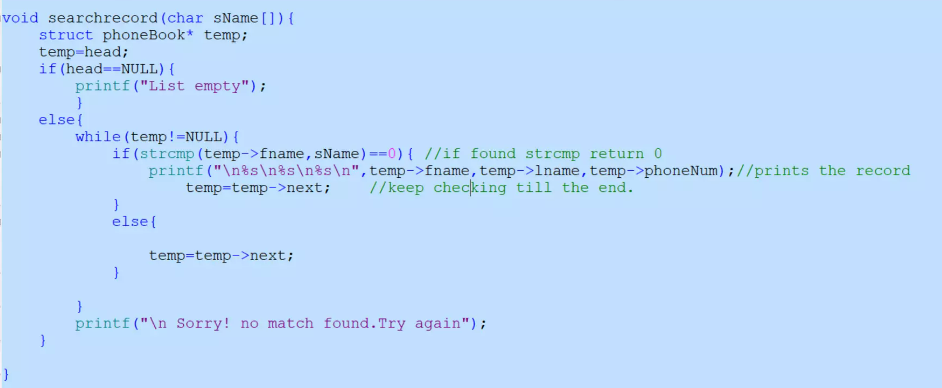 void searchrecord(char sName[]){
    struct phoneBook* temp;
    temp=head;
    if(head==NULL){
        printf("List empty");
        }
    else{
        while(temp!=NULL){
            if(strcmp(temp->fname,sName)==0){ //if found strcmp return 0
                printf("\n%s\n%s\n%s\n",temp->fname,temp->lname,temp->phoneNum);//prints the record
                    temp=temp->next;    //keep checking till the end.
            }
            else{

                temp=temp->next;
            }

        }
        printf("\n Sorry! no match found.Try again");
    }

}